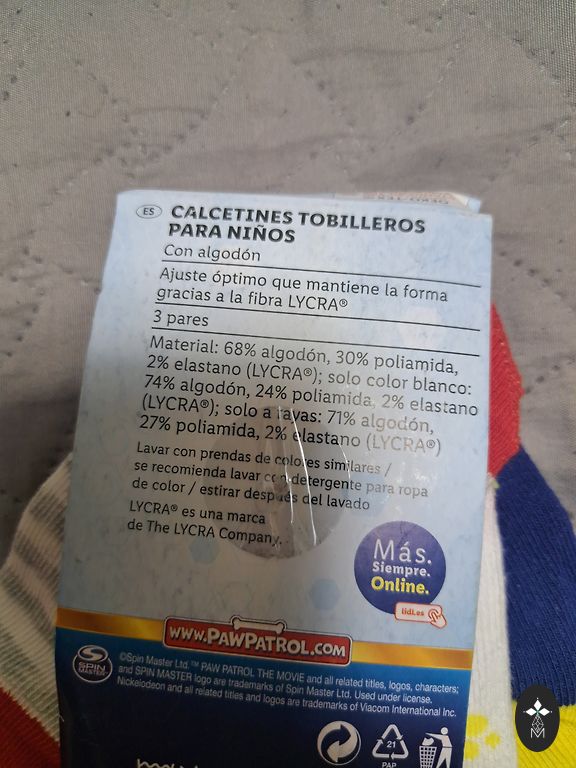 ES CALCETINES TOBILLEROS
PARA NIÑOS
Con algodón
Ajuste óptimo que mantiene la forma
gracias a la fibra LYCRA®
3 pares
Material: 68% algodón, 30% poliamida,
2% elastano (LYCRA®); solo color blanco:
74% algodón, 24% poliamida, 2% elastano
(LYCRA®); solo a rayas: 71% algodón,
27% poliamida, 2% elastano (LYCRA®)
Lavar con prendas de colores similares /
se recomienda lavar con detergente para ropa
de color / estirar después del lavado
LYCRA® es una marca
de The LYCRA Company.
Más.
Siempre.
Online.
lidl.es
WWW.PAWPATROL.COM
SPIN
MASTER
©Spin Master Ltd.™ PAW PATROL THE MOVIE and all related titles, logos, characters;
and SPIN MASTER logo are trademarks of Spin Master Ltd. Used under license.
Nickelodeon and all related titles and logos are trademarks of Viacom International Inc.
21
PAP